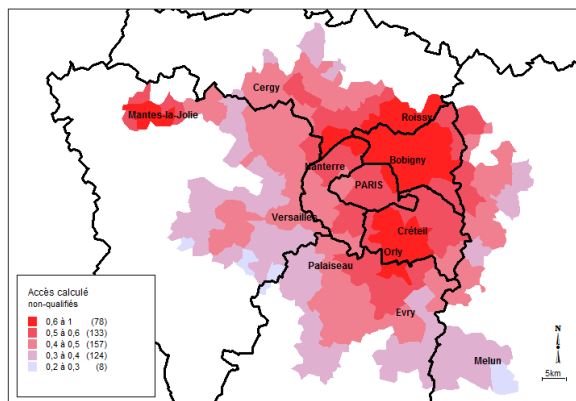 Cergy
Roissy
Mantes-la-Jolie
Nanterre
Bobigny
PARIS
Versailles
Créteil
Orly
Palaiseau
Evry
Melun
Accès calculé
non-qualifiés
0,6 à 1 (78)
0,5 à 0,6 (133)
0,4 à 0,5 (157)
0,3 à 0,4 (124)
0,2 à 0,3 (8)
N
5km